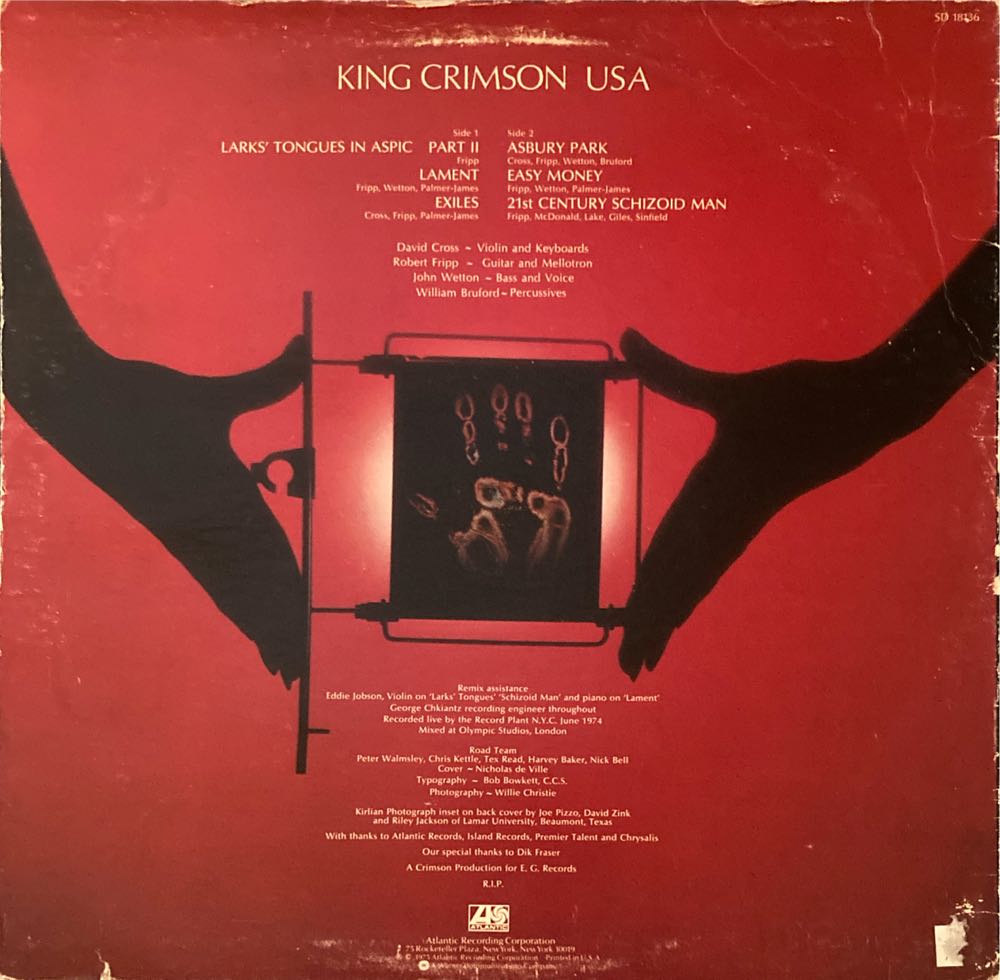 SD 18136
KING CRIMSON USA
Side 1
LARKS' TONGUES IN ASPIC PART II
Fripp
LAMENT
Fripp, Wetton, Palmer-James
EXILES
Cross, Fripp, Palmer-James
Side 2
ASBURY PARK
Cross, Fripp, Wetton, Bruford
EASY MONEY
Fripp, Wetton, Palmer-James
21st CENTURY SCHIZOID MAN
Fripp, McDonald, Lake, Giles, Sinfield
David Cross ~ Violin and Keyboards
Robert Fripp ~ Guitar and Mellotron
John Wetton ~ Bass and Voice
William Bruford ~ Percussives
Remix assistance
Eddie Jobson, Violin on 'Larks' Tongues' 'Schizoid Man' and piano on 'Lament'
George Chkiantz recording engineer throughout
Recorded live by the Record Plant N.Y.C. June 1974
Mixed at Olympic Studios, London
Road Team
Peter Walmsley, Chris Kettle, Tex Read, Harvey Baker, Nick Bell
Cover ~ Nicholas de Ville
Typography ~ Bob Bowkett, C.C.S.
Photography ~ Willie Christie
Kirlian Photograph inset on back cover by Joe Pizzo, David Zink
and Riley Jackson of Lamar University, Beaumont, Texas
With thanks to Atlantic Records, Island Records, Premier Talent and Chrysalis
Our special thanks to Dik Fraser
A Crimson Production for E. G. Records
R.I.P.
ATLANTIC
Atlantic Recording Corporation
75 Rockefeller Plaza, New York, New York 10019
℗ © 1975 Atlantic Recording Corporation Printed in U.S.A
A Warner Communications Company